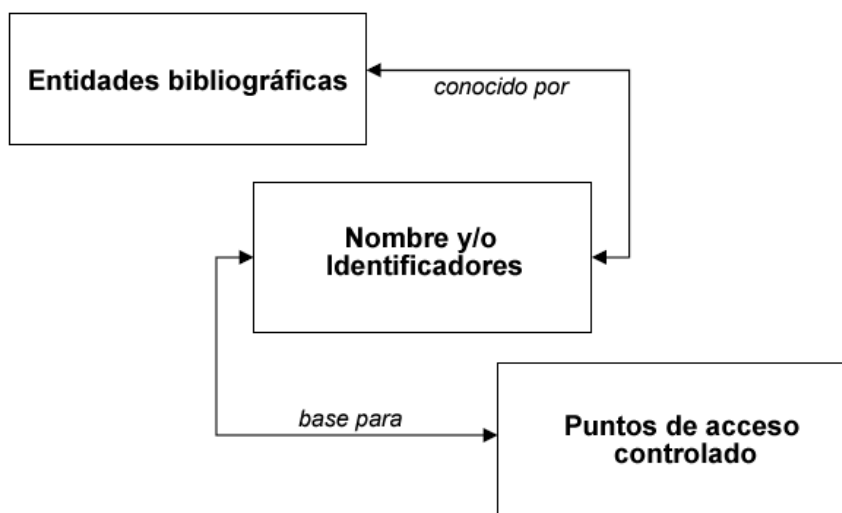 Entidades bibliográficas
conocido por
Nombre y/o
Identificadores
base para
Puntos de acceso
controlado